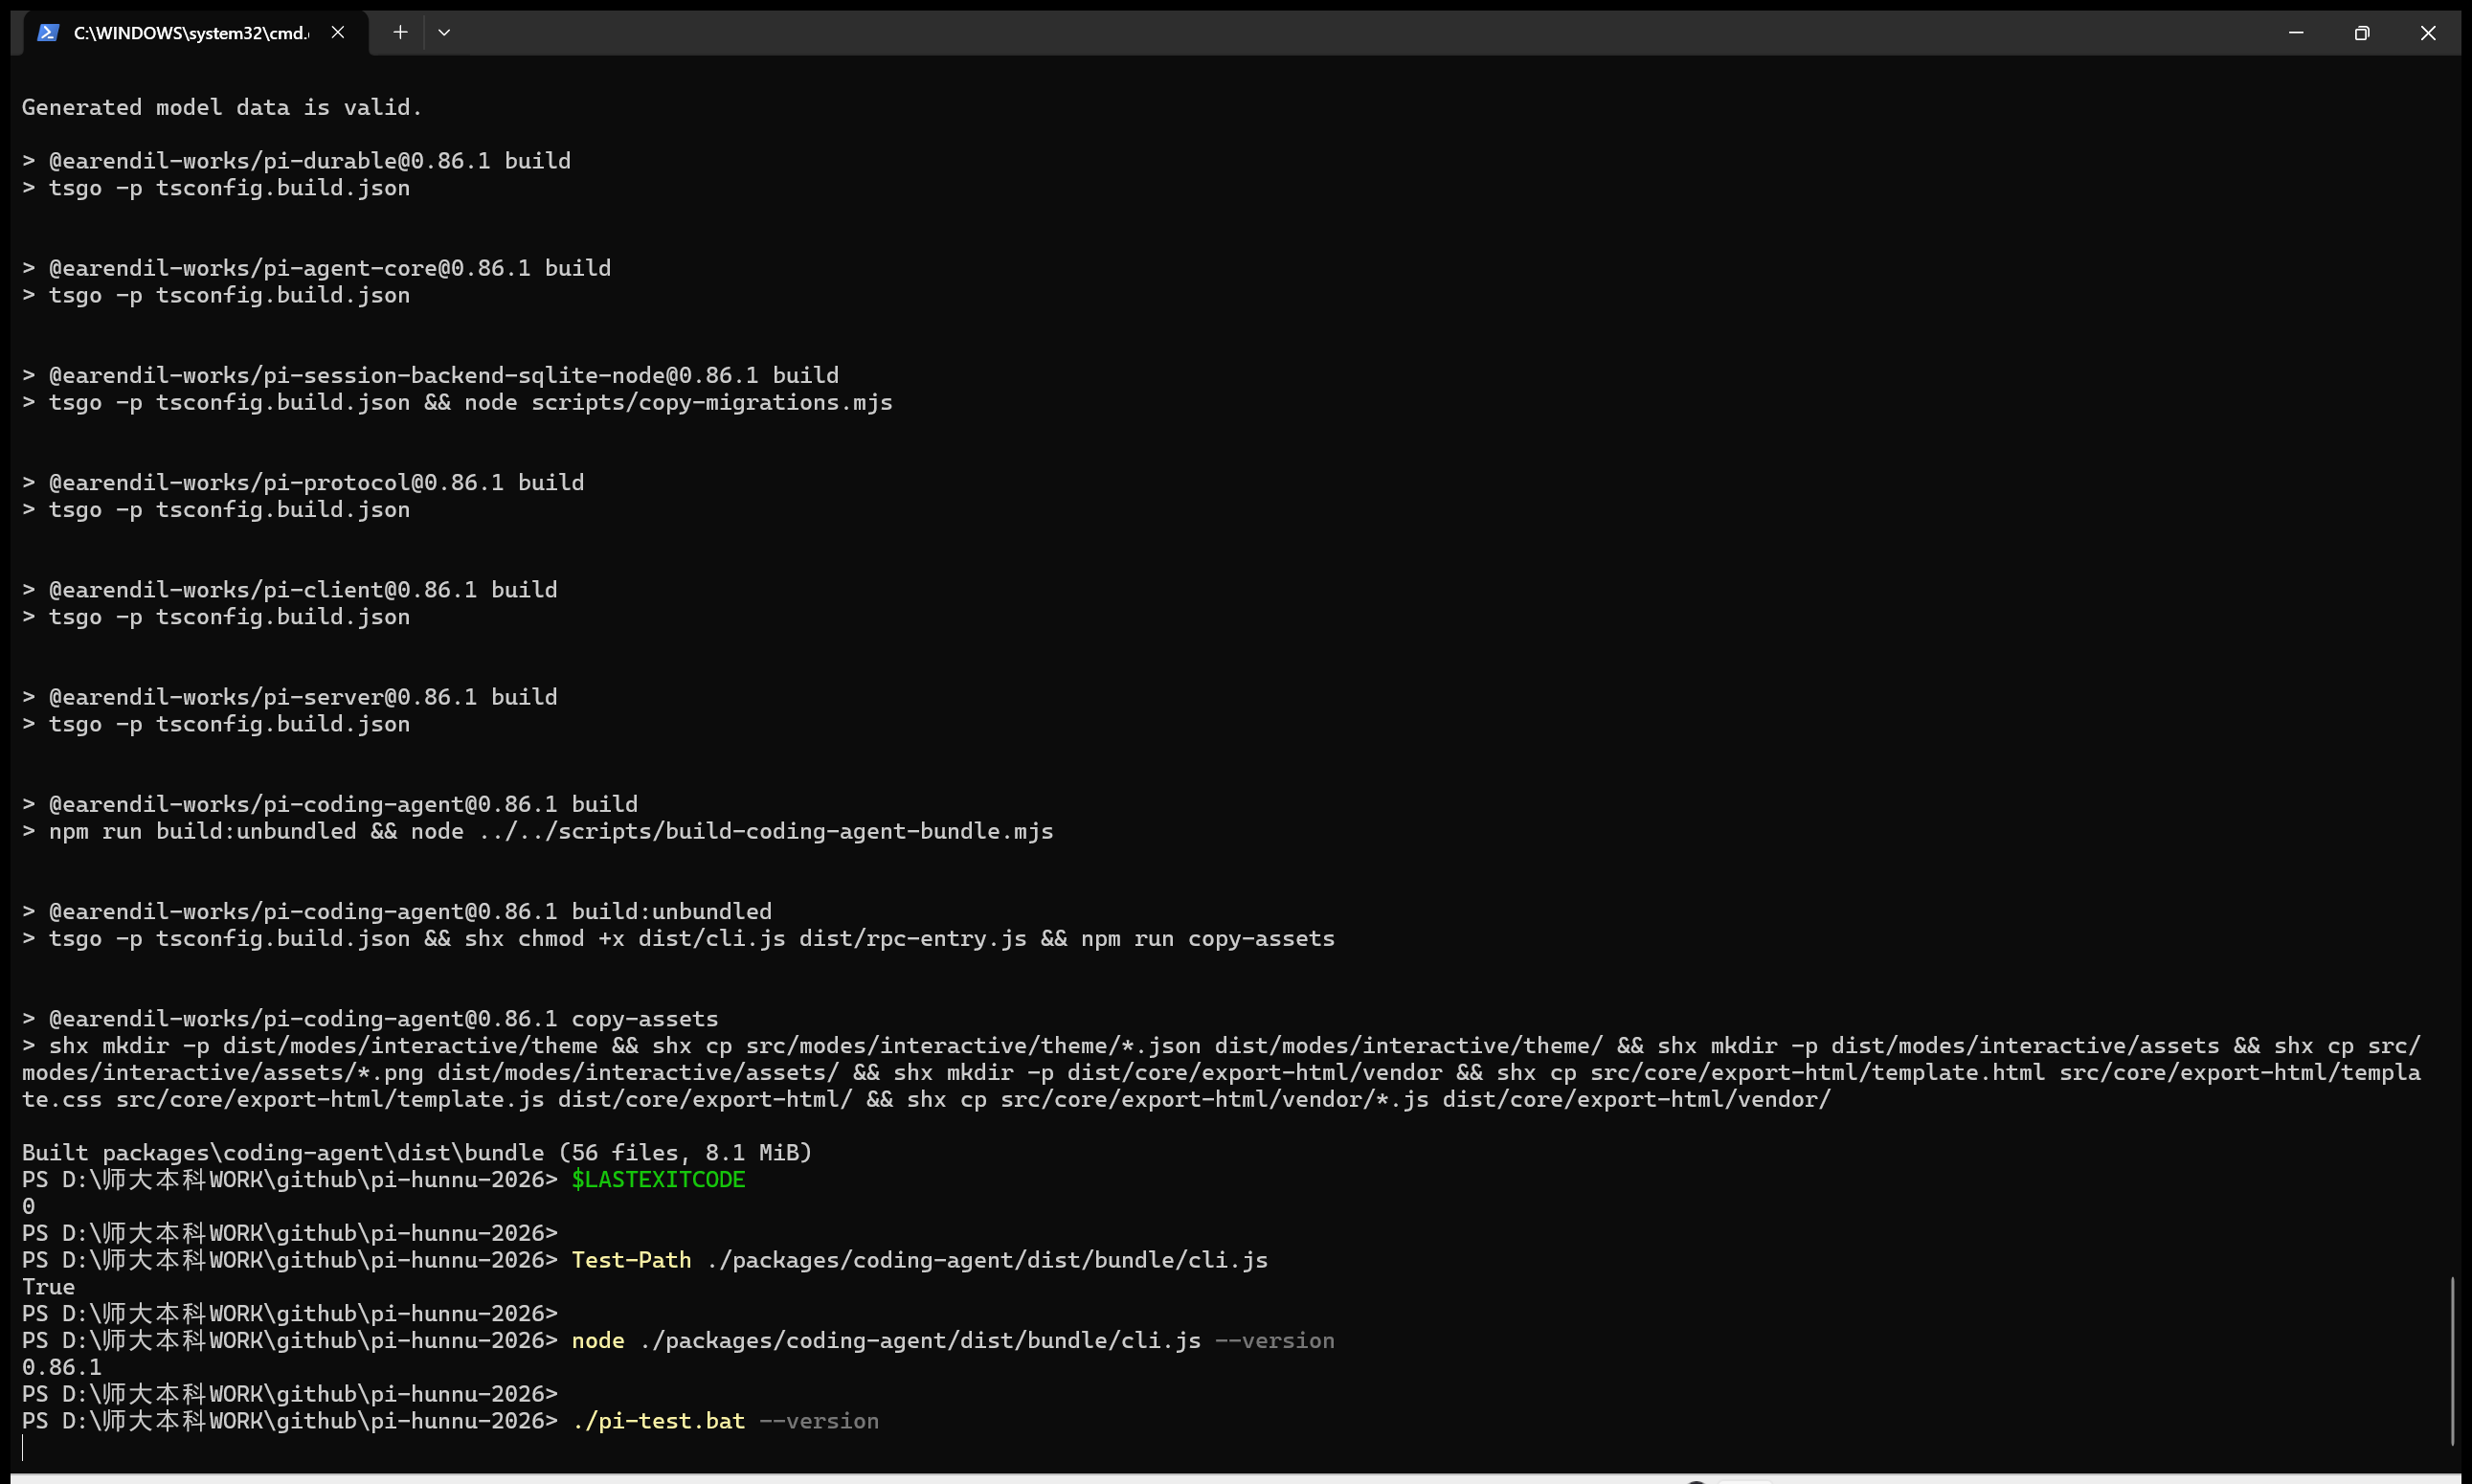 C:\WINDOWS\system32\cmd.
Generated model data is valid.
> @earendil-works/pi-durable@0.86.1 build
> tsgo -p tsconfig.build.json
> @earendil-works/pi-agent-core@0.86.1 build
> tsgo -p tsconfig.build.json
> @earendil-works/pi-session-backend-sqlite-node@0.86.1 build
> tsgo -p tsconfig.build.json && node scripts/copy-migrations.mjs
> @earendil-works/pi-protocol@0.86.1 build
> tsgo -p tsconfig.build.json
> @earendil-works/pi-client@0.86.1 build
> tsgo -p tsconfig.build.json
> @earendil-works/pi-server@0.86.1 build
> tsgo -p tsconfig.build.json
> @earendil-works/pi-coding-agent@0.86.1 build
> npm run build:unbundled && node ../../scripts/build-coding-agent-bundle.mjs
> @earendil-works/pi-coding-agent@0.86.1 build:unbundled
> tsgo -p tsconfig.build.json && shx chmod +x dist/cli.js dist/rpc-entry.js && npm run copy-assets
> @earendil-works/pi-coding-agent@0.86.1 copy-assets
> shx mkdir -p dist/modes/interactive/theme && shx cp src/modes/interactive/theme/*.json dist/modes/interactive/theme/ && shx mkdir -p dist/modes/interactive/assets && shx cp src/
modes/interactive/assets/*.png dist/modes/interactive/assets/ && shx mkdir -p dist/core/export-html/vendor && shx cp src/core/export-html/template.html src/core/export-html/templa
te.css src/core/export-html/template.js dist/core/export-html/ && shx cp src/core/export-html/vendor/*.js dist/core/export-html/vendor/
Built packages\coding-agent\dist\bundle (56 files, 8.1 MiB)
PS D:\师大本科WORK\github\pi-hunnu-2026> $LASTEXITCODE
0
PS D:\师大本科WORK\github\pi-hunnu-2026>
PS D:\师大本科WORK\github\pi-hunnu-2026> Test-Path ./packages/coding-agent/dist/bundle/cli.js
True
PS D:\师大本科WORK\github\pi-hunnu-2026>
PS D:\师大本科WORK\github\pi-hunnu-2026> node ./packages/coding-agent/dist/bundle/cli.js --version
0.86.1
PS D:\师大本科WORK\github\pi-hunnu-2026>
PS D:\师大本科WORK\github\pi-hunnu-2026> ./pi-test.bat --version